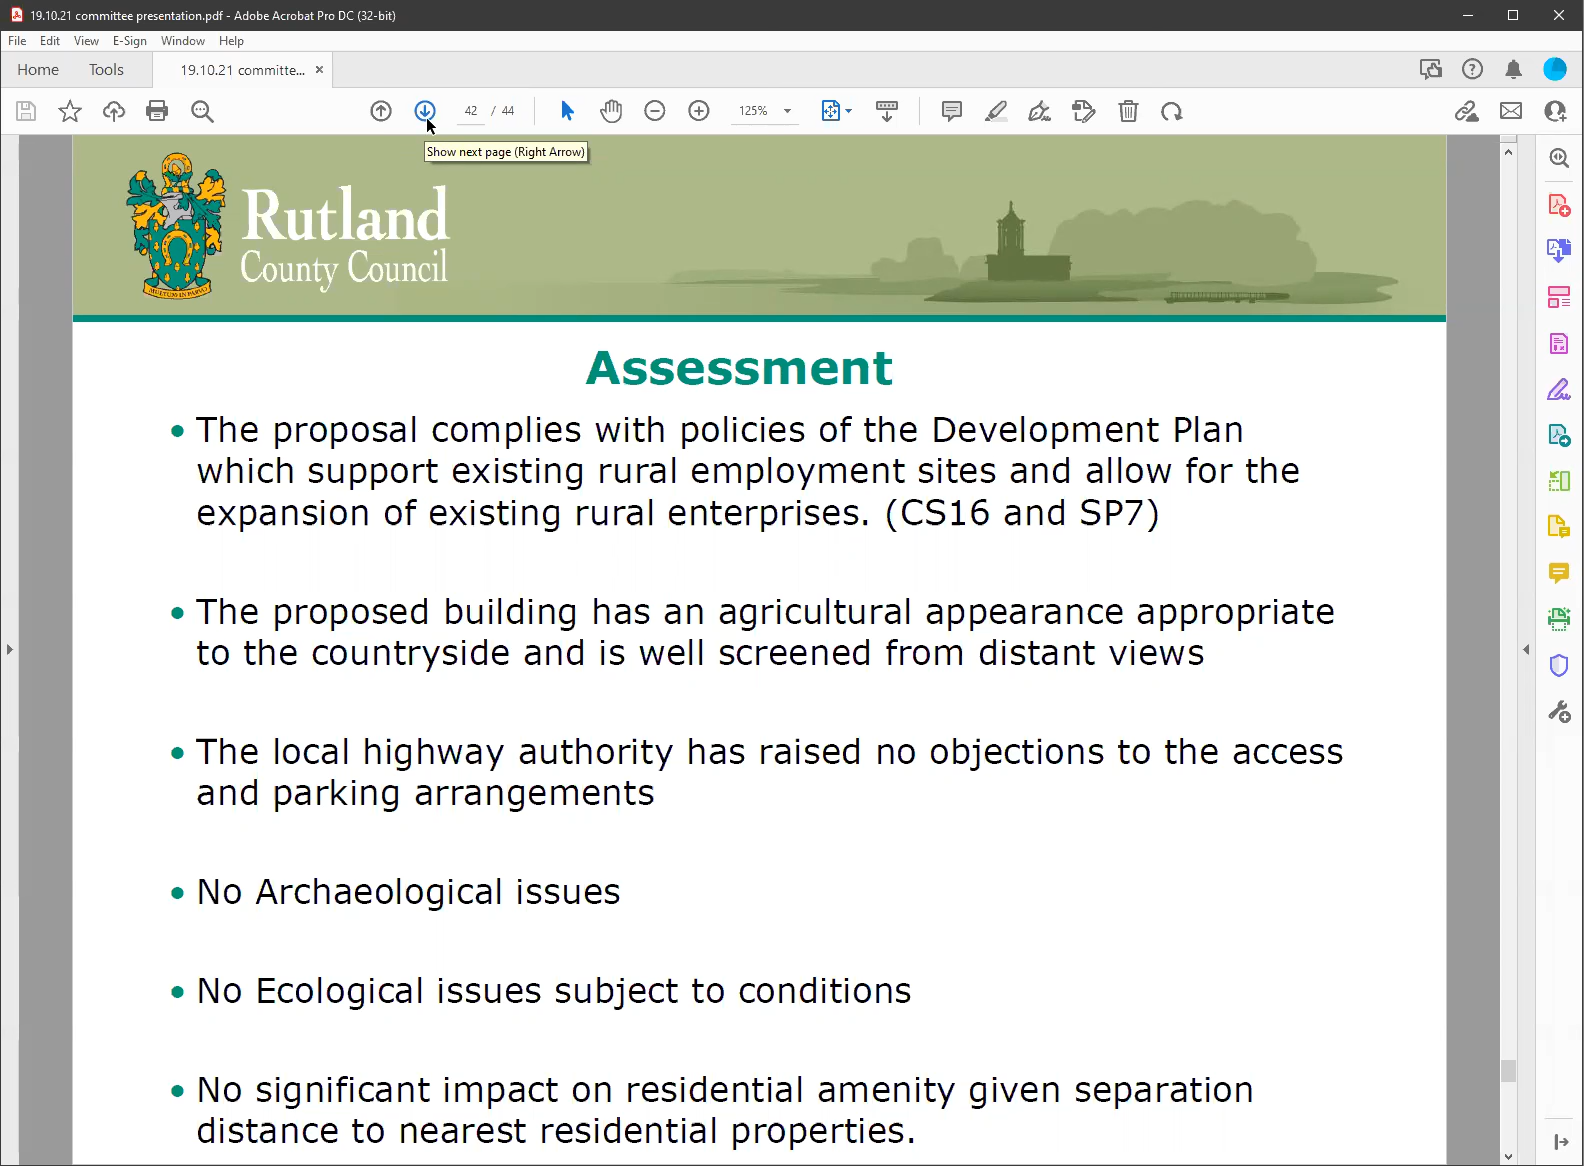 19.10.21 committee presentation.pdf - Adobe Acrobat Pro DC (32-bit)
File Edit View E-Sign Window Help
Home Tools 19.10.21 committe... ×
42 / 44 125%
Show next page (Right Arrow)
Rutland
County Council
MULTUM IN PARVO
Assessment
• The proposal complies with policies of the Development Plan
which support existing rural employment sites and allow for the
expansion of existing rural enterprises. (CS16 and SP7)
• The proposed building has an agricultural appearance appropriate
to the countryside and is well screened from distant views
• The local highway authority has raised no objections to the access
and parking arrangements
• No Archaeological issues
• No Ecological issues subject to conditions
• No significant impact on residential amenity given separation
distance to nearest residential properties.